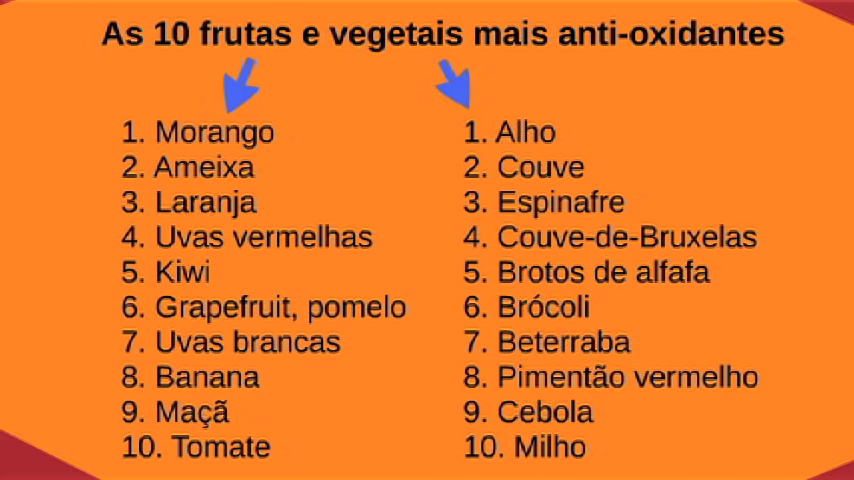 As 10 frutas e vegetais mais anti-oxidantes
1. Morango
2. Ameixa
3. Laranja
4. Uvas vermelhas
5. Kiwi
6. Grapefruit, pomelo
7. Uvas brancas
8. Banana
9. Maçã
10. Tomate
1. Alho
2. Couve
3. Espinafre
4. Couve-de-Bruxelas
5. Brotos de alfafa
6. Brócoli
7. Beterraba
8. Pimentão vermelho
9. Cebola
10. Milho